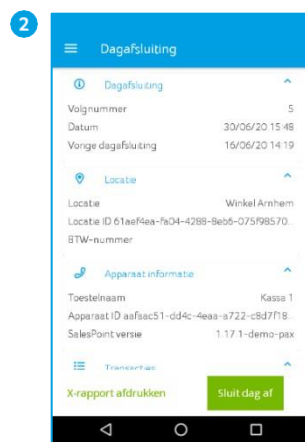 2
Dagafsluiting
Dagafsluiting
Volgnummer 5
Datum 30/06/20 15:48
Vorige dagafsluiting 16/06/20 14:19
Locatie
Locatie Winkel Arnhem
Locatie ID 61aef4ea-fa04-4288-8eb6-075f98570...
BTW-nummer
Apparaat informatie
Toestelnaam Kassa 1
Apparaat ID aafaac51-dd4c-4eaa-a722-c8d7f18...
SalesPoint versie 1.17.1-demo-pax
Transacties
X-rapport afdrukken Sluit dag af